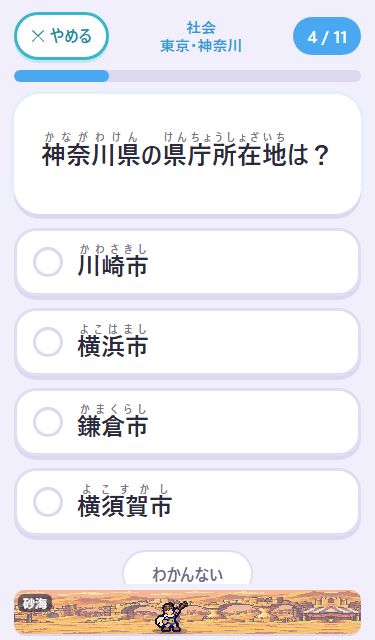 × やめる
社会
東京・神奈川
4 / 11
かながわけん けんちょうしょざいち
神奈川県の県庁所在地は？
かわさきし
川崎市
よこはまし
横浜市
かまくらし
鎌倉市
よこすかし
横須賀市
わかんない
砂海